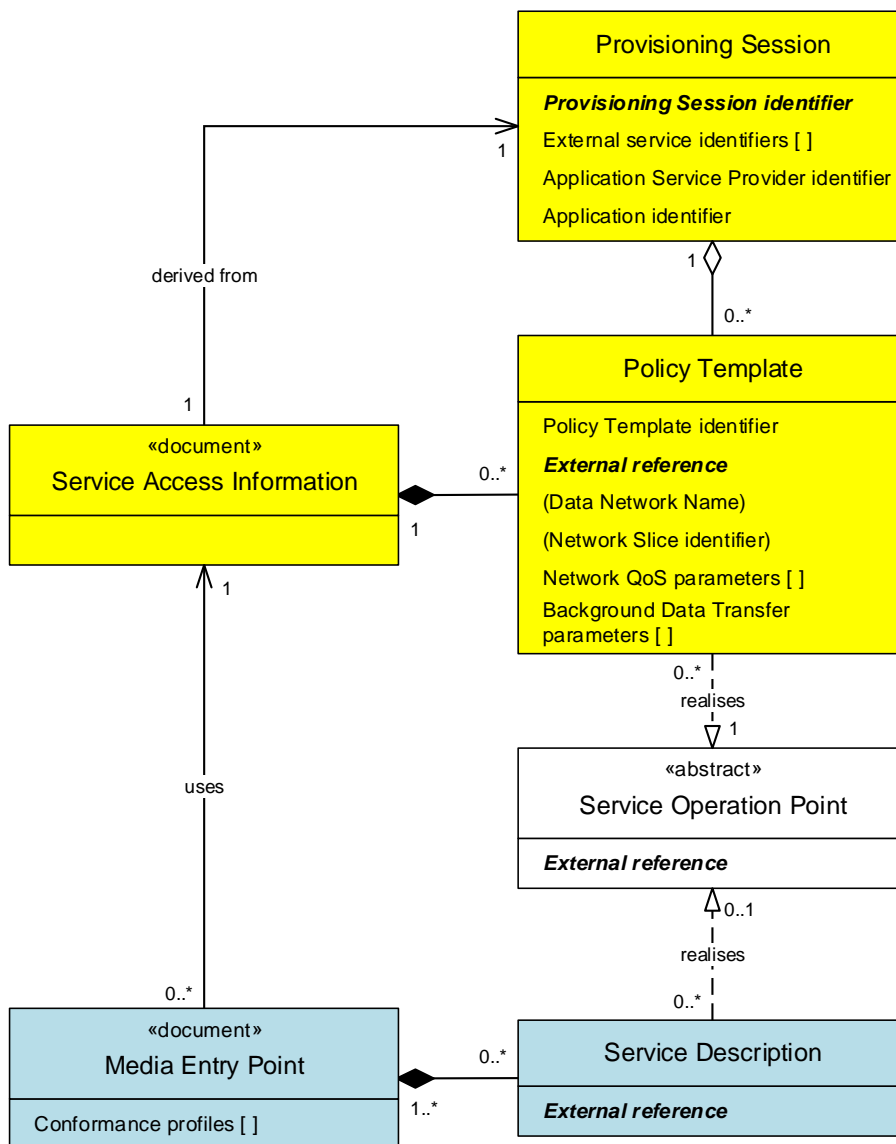 Provisioning Session
Provisioning Session identifier
External service identifiers [ ]
Application Service Provider identifier
Application identifier
1
1
derived from
0..*
Policy Template
Policy Template identifier
External reference
(Data Network Name)
(Network Slice identifier)
Network QoS parameters [ ]
Background Data Transfer
parameters [ ]
1
«document»
Service Access Information
0..*
1
1
0..*
realises
1
«abstract»
Service Operation Point
External reference
uses
0..1
realises
0..*
0..*
«document»
Media Entry Point
Conformance profiles [ ]
0..*
1..*
Service Description
External reference